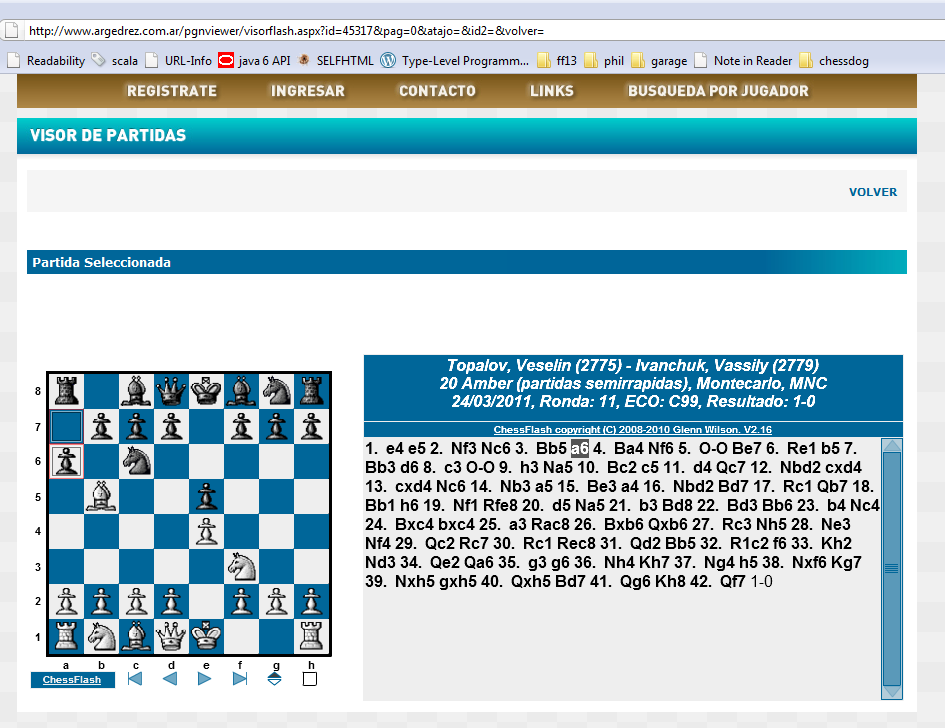 http://www.argedrez.com.ar/pgnviewer/visorflash.aspx?id=45317&pag=0&atajo=&id2=&volver=
Readability scala URL-Info java 6 API SELFHTML Type-Level Programm... ff13 phil garage Note in Reader chessdog
REGISTRATE INGRESAR CONTACTO LINKS BUSQUEDA POR JUGADOR
VISOR DE PARTIDAS
VOLVER
Partida Seleccionada
8
7
6
5
4
3
2
1
a b c d e f g h
ChessFlash
Topalov, Veselin (2775) - Ivanchuk, Vassily (2779)
20 Amber (partidas semirrapidas), Montecarlo, MNC
24/03/2011, Ronda: 11, ECO: C99, Resultado: 1-0
ChessFlash copyright (C) 2008-2010 Glenn Wilson. V2.16
1. e4 e5 2. Nf3 Nc6 3. Bb5 a6 4. Ba4 Nf6 5. O-O Be7 6. Re1 b5 7.
Bb3 d6 8. c3 O-O 9. h3 Na5 10. Bc2 c5 11. d4 Qc7 12. Nbd2 cxd4
13. cxd4 Nc6 14. Nb3 a5 15. Be3 a4 16. Nbd2 Bd7 17. Rc1 Qb7 18.
Bb1 h6 19. Nf1 Rfe8 20. d5 Na5 21. b3 Bd8 22. Bd3 Bb6 23. b4 Nc4
24. Bxc4 bxc4 25. a3 Rac8 26. Bxb6 Qxb6 27. Rc3 Nh5 28. Ne3
Nf4 29. Qc2 Rc7 30. Rc1 Rec8 31. Qd2 Bb5 32. R1c2 f6 33. Kh2
Nd3 34. Qe2 Qa6 35. g3 g6 36. Nh4 Kh7 37. Ng4 h5 38. Nxf6 Kg7
39. Nxh5 gxh5 40. Qxh5 Bd7 41. Qg6 Kh8 42. Qf7 1-0